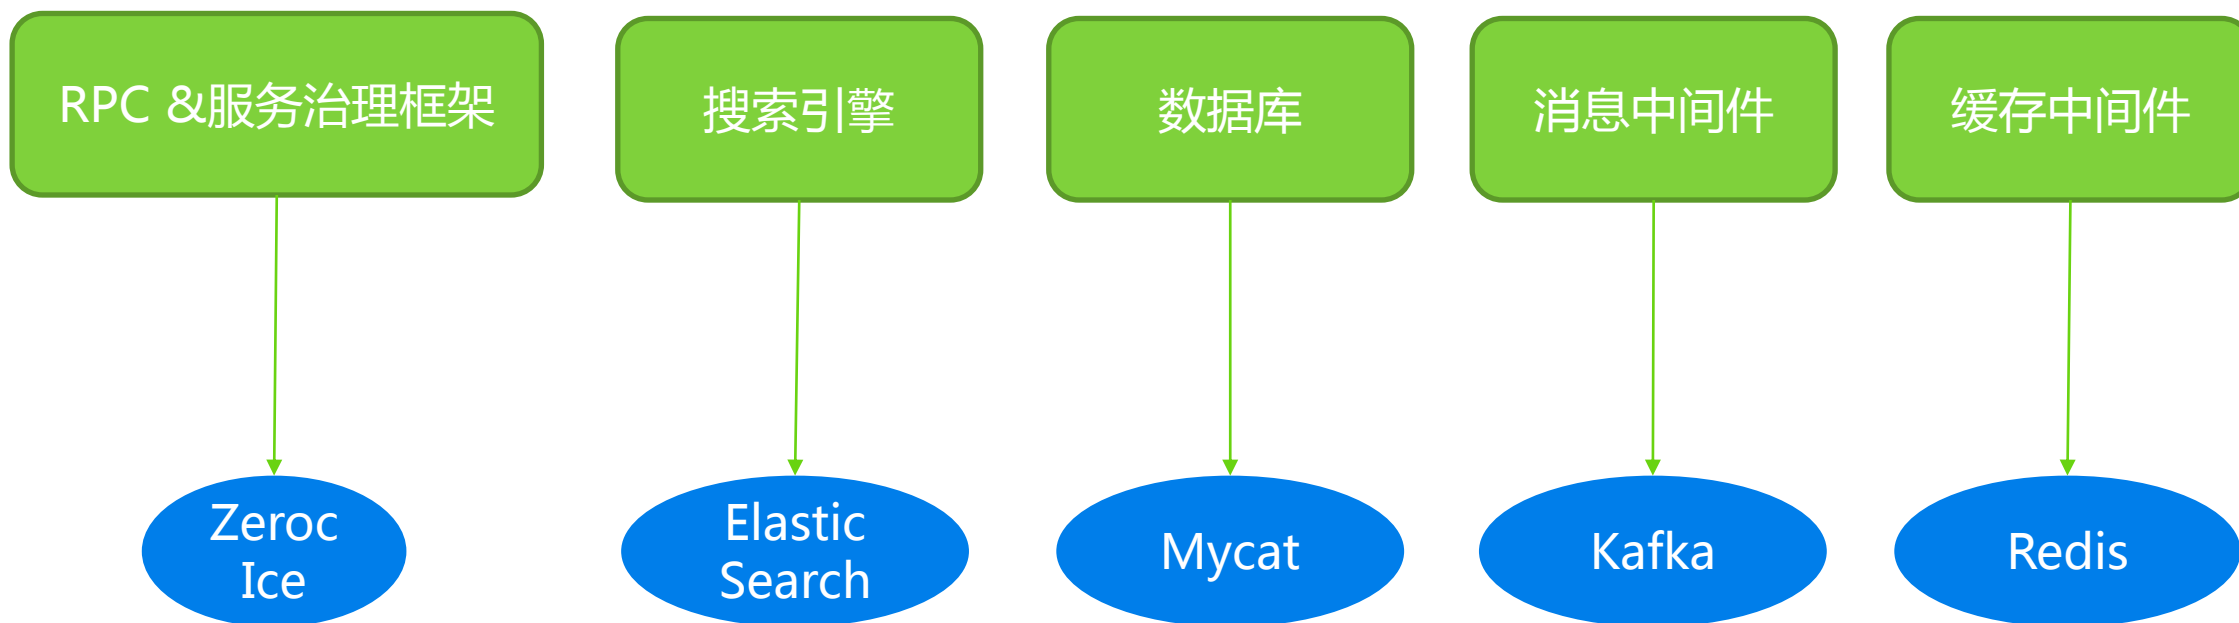 RPC &服务治理框架
搜索引擎
数据库
消息中间件
缓存中间件
Zeroc
Ice
Elastic
Search
Mycat
Kafka
Redis